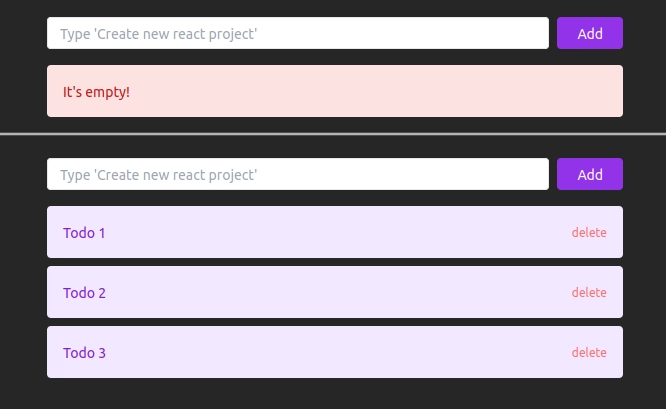 Type 'Create new react project' Add
It's empty!
Type 'Create new react project' Add
Todo 1 delete
Todo 2 delete
Todo 3 delete